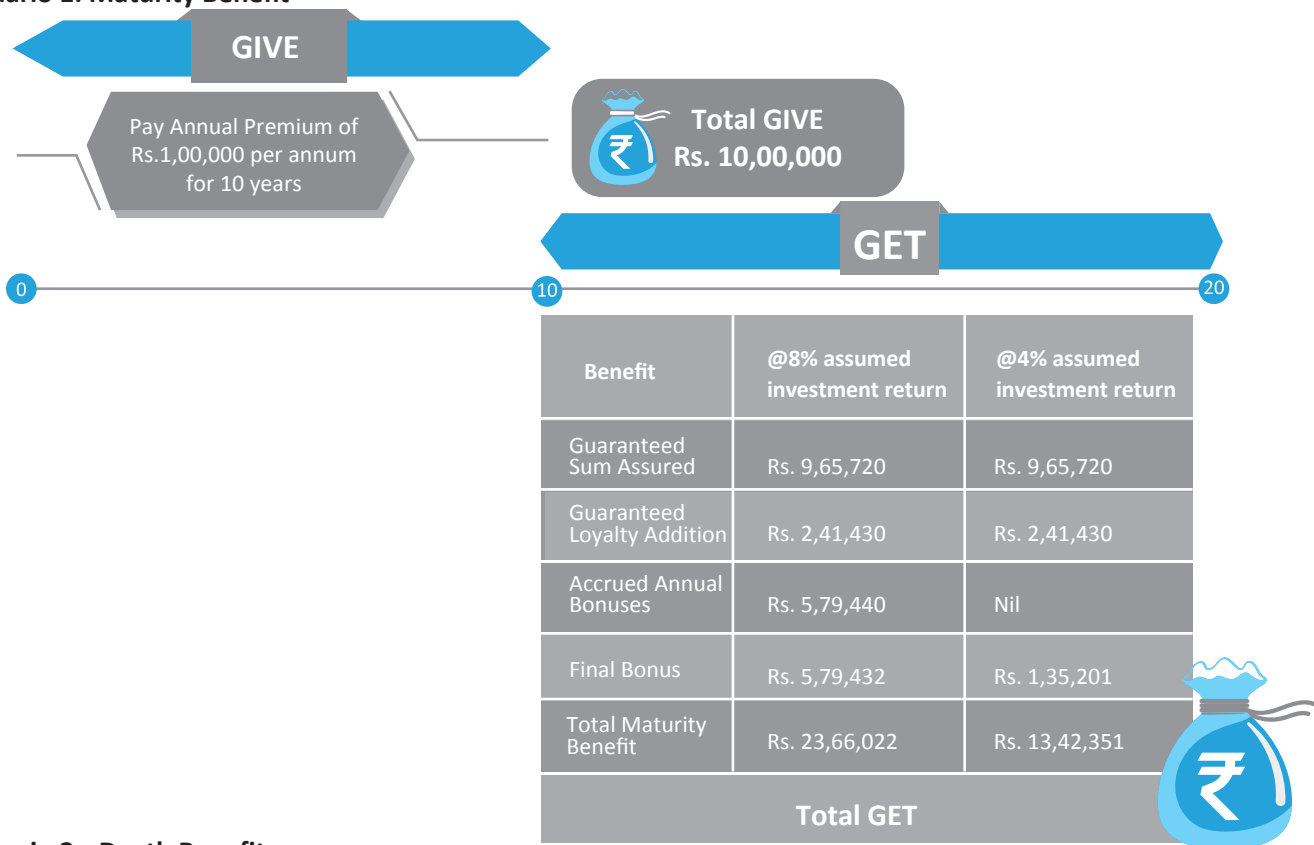 GIVE
Pay Annual Premium of
Rs.1,00,000 per annum
for 10 years
₹
Total GIVE
Rs. 10,00,000
GET
0
10
20
Benefit
@8% assumed
investment return
@4% assumed
investment return
Guaranteed
Sum Assured
Rs. 9,65,720
Rs. 9,65,720
Guaranteed
Loyalty Addition
Rs. 2,41,430
Rs. 2,41,430
Accrued Annual
Bonuses
Rs. 5,79,440
Nil
Final Bonus
Rs. 5,79,432
Rs. 1,35,201
Total Maturity
Benefit
Rs. 23,66,022
Rs. 13,42,351
₹
Total GET